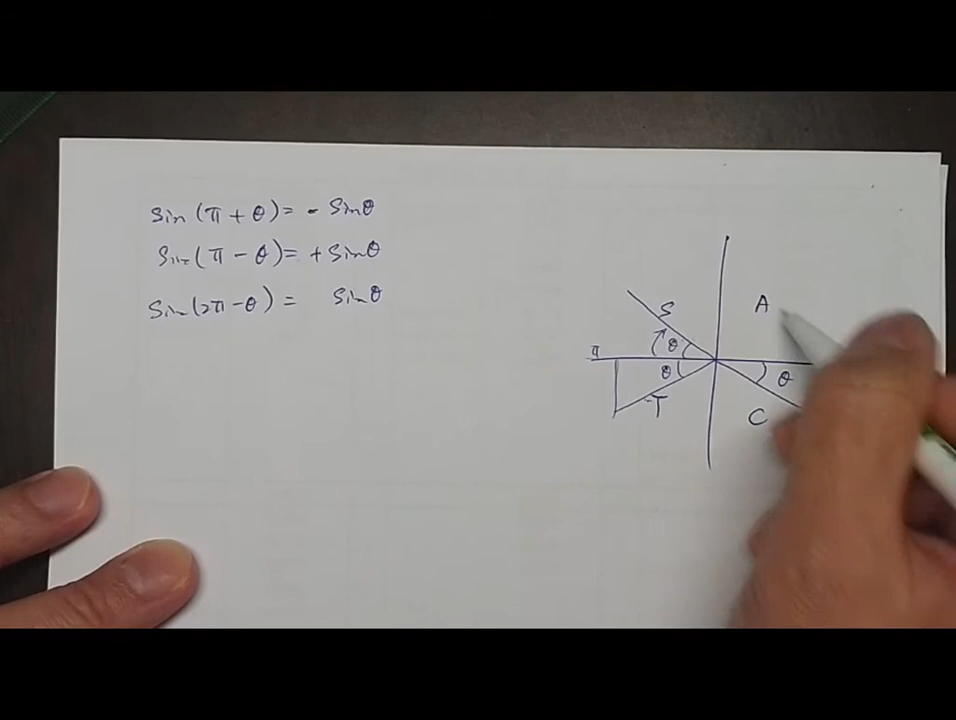 sin (π + θ) = - sinθ
sin (π - θ) = + sinθ
sin (2π - θ) = sinθ
S A
π θ
θ θ
T C